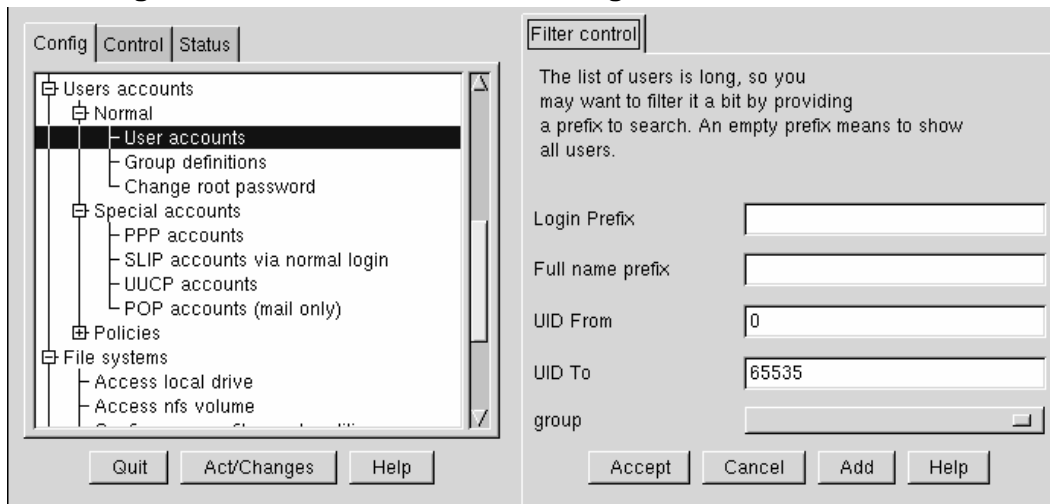 Config Control Status
Users accounts
Normal
User accounts
Group definitions
Change root password
Special accounts
PPP accounts
SLIP accounts via normal login
UUCP accounts
POP accounts (mail only)
Policies
File systems
Access local drive
Access nfs volume
Quit Act/Changes Help
Filter control
The list of users is long, so you
may want to filter it a bit by providing
a prefix to search. An empty prefix means to show
all users.
Login Prefix
Full name prefix
UID From 0
UID To 65535
group
Accept Cancel Add Help